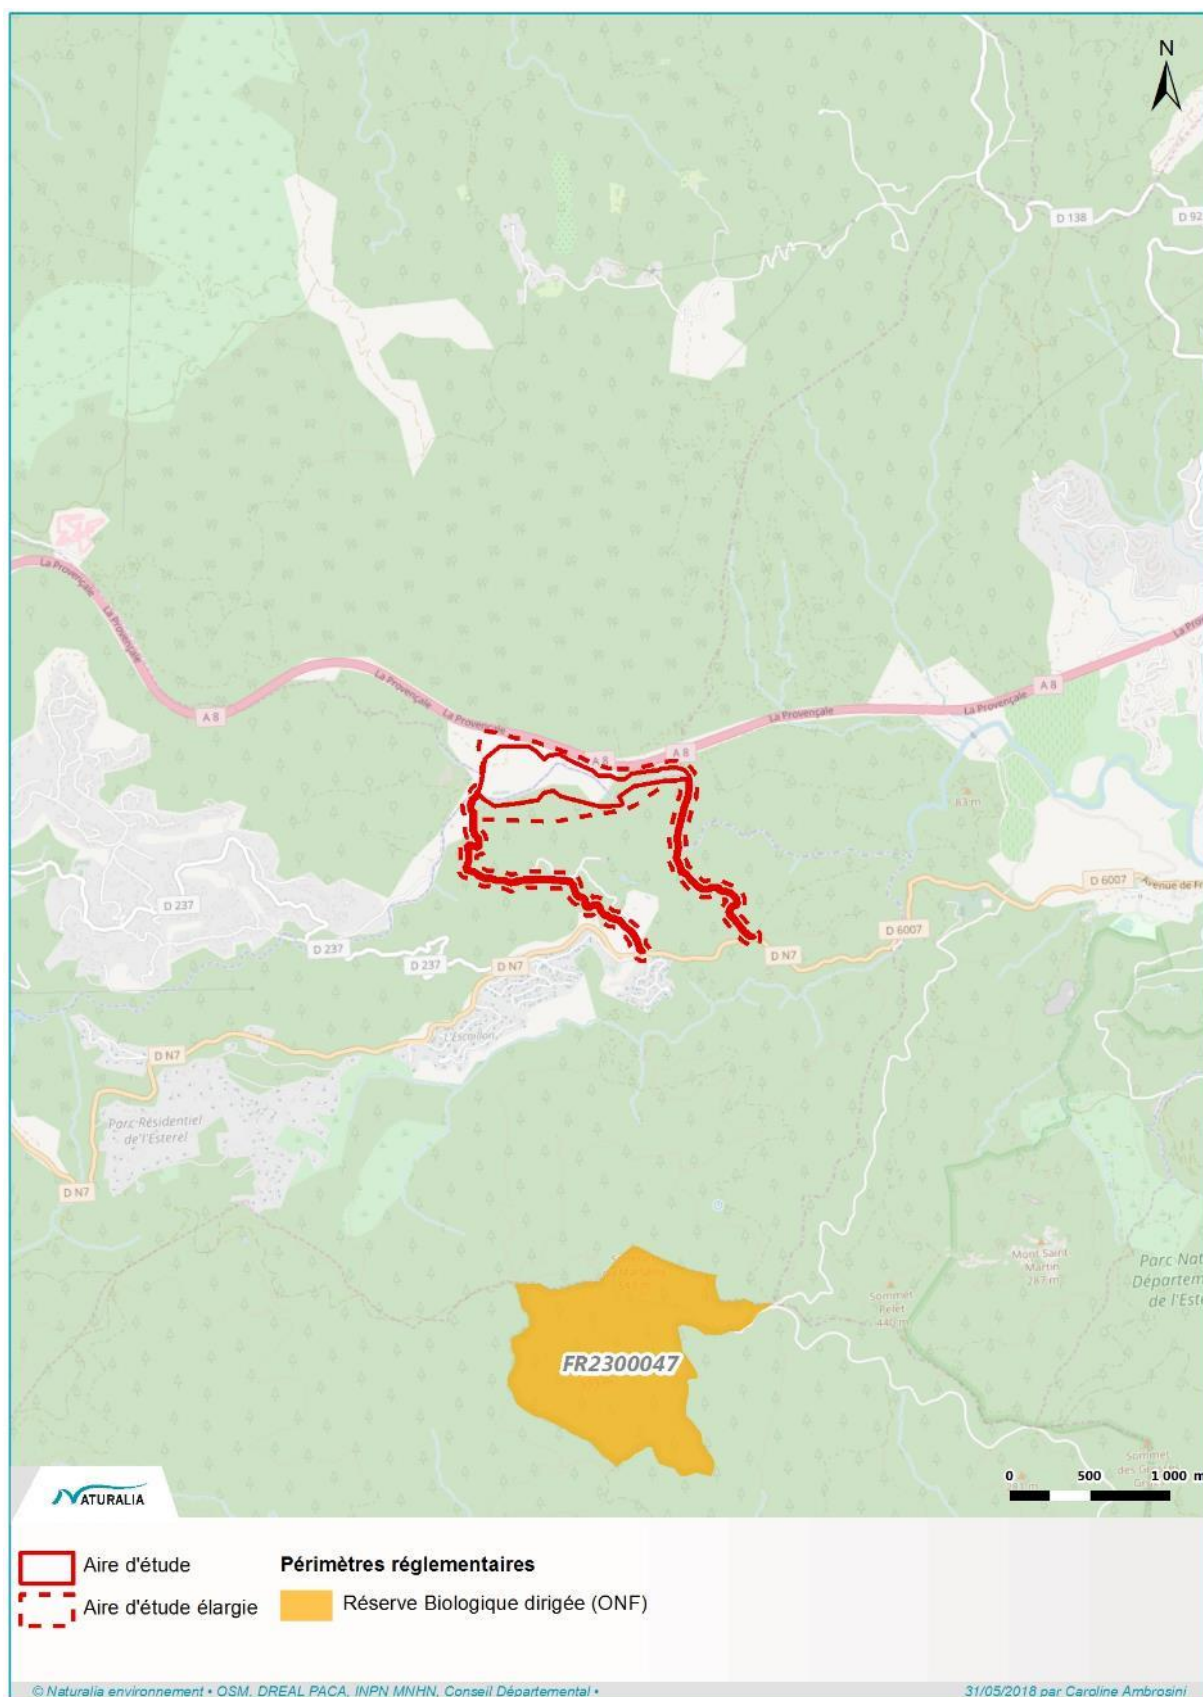 N
D 138
D 92
La Provençale
La Provençale
A 8
La Provençale
La Provençale
A 8
A 8
La Provençale
La Provençale
A 8
83 m
D 237
D 237
D 237
D N7
D N7
D 6007
D 6007
Avenue de Fr
D N7
Parc Résidentiel
de l'Esterel
D N7
Mont Saint
Martin
287 m
Parc Nat
Départem
de l'Este
Sommet
Pelet
440 m
FR2300047
Sommet
NATURALIA
0 500 1 000 m
Aire d'étude
Aire d'étude élargie
Périmètres réglementaires
Réserve Biologique dirigée (ONF)
© Naturalia environnement • OSM, DREAL PACA, INPN MNHN, Conseil Départemental •
31/05/2018 par Caroline Ambrosini